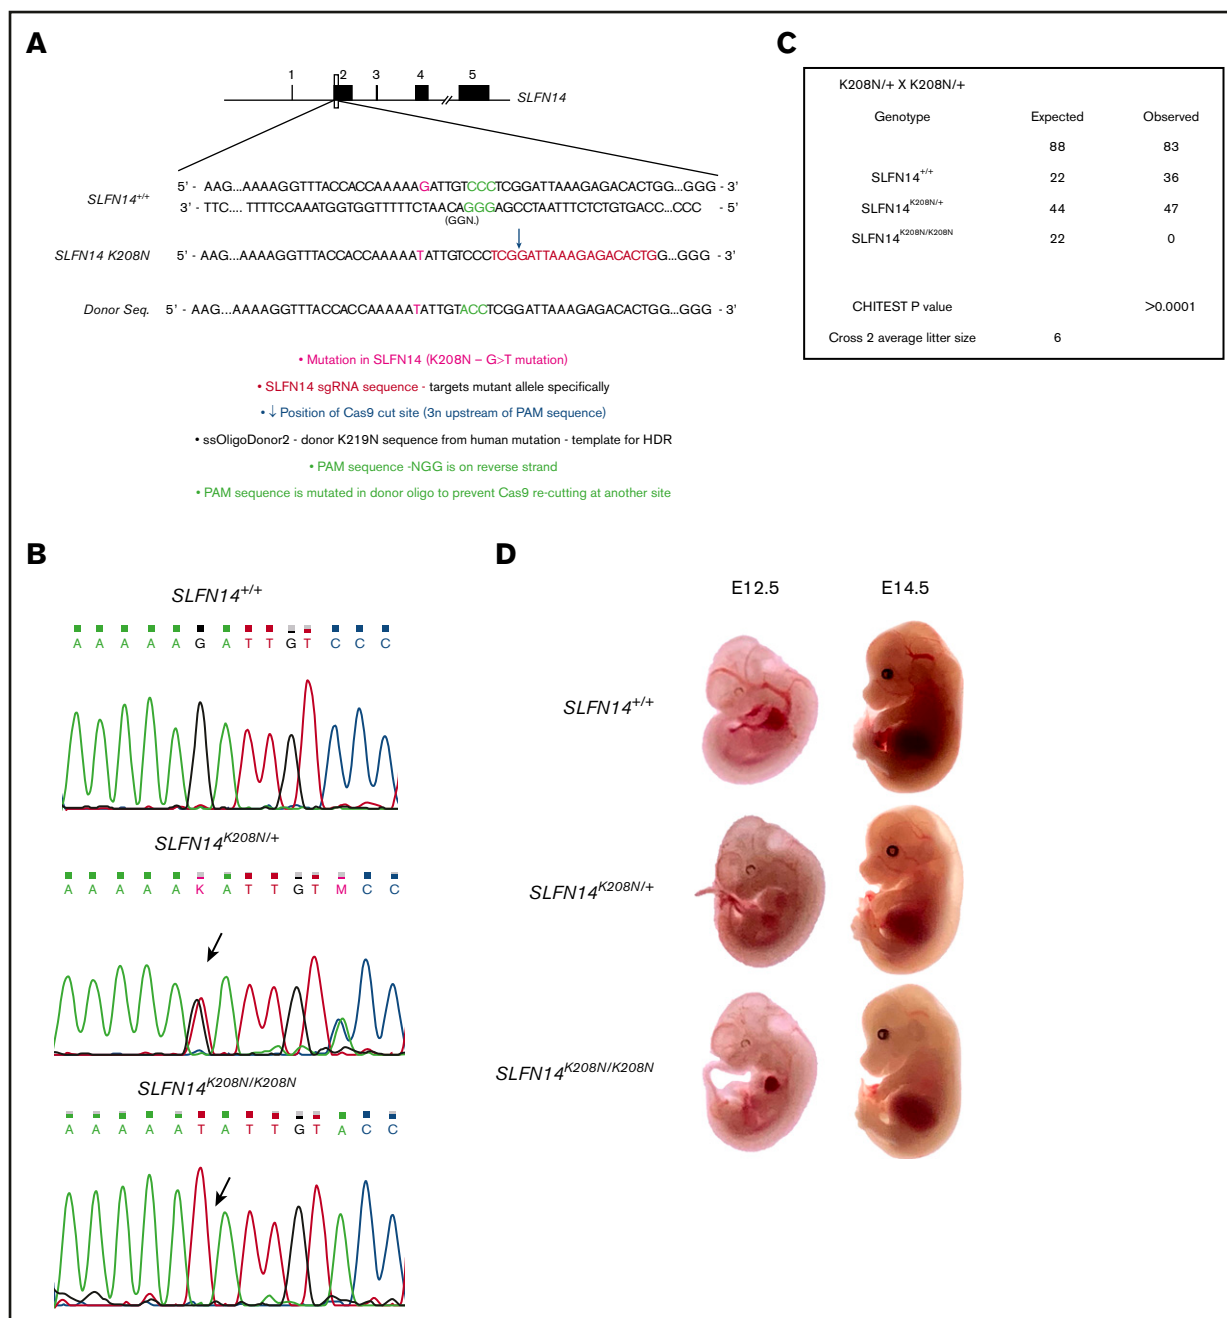 A
1 2 3 4 5
SLFN14
SLFN14+/+
5' - AAG...AAAAGGTTTACCACCAAAAAGATTGTCCCTCGGATTAAAGAGACACTGG...GGG - 3'
3' - TTC.... TTTTCCAAATGGTGGTTTTTCTAACAGGGAGCCTAATTTCTCTGTGACC...CCC - 5'
(GGN.)
SLFN14 K208N 5' - AAG...AAAAGGTTTACCACCAAAAATATTGTCCCTCGGATTAAAGAGACACTGG...GGG - 3'
Donor Seq. 5' - AAG...AAAAGGTTTACCACCAAAAATATTGTACCTCGGATTAAAGAGACACTGG...GGG - 3'
• Mutation in SLFN14 (K208N – G>T mutation)
• SLFN14 sgRNA sequence - targets mutant allele specifically
• ↓ Position of Cas9 cut site (3n upstream of PAM sequence)
• ssOligoDonor2 - donor K219N sequence from human mutation - template for HDR
• PAM sequence -NGG is on reverse strand
• PAM sequence is mutated in donor oligo to prevent Cas9 re-cutting at another site
C
K208N/+ X K208N/+
Genotype Expected Observed
88 83
SLFN14+/+ 22 36
SLFN14K208N/+ 44 47
SLFN14K208N/K208N 22 0
CHITEST P value >0.0001
Cross 2 average litter size 6
B
SLFN14+/+
A A A A A G A T T G T C C C
SLFN14K208N/+
A A A A A K A T T G T M C C
SLFN14K208N/K208N
A A A A A T A T T G T A C C
D
E12.5 E14.5
SLFN14+/+
SLFN14K208N/+
SLFN14K208N/K208N